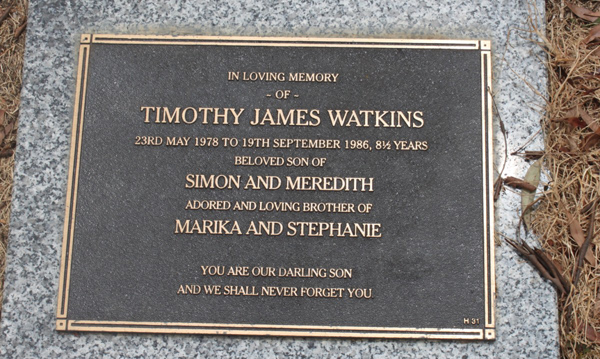 IN LOVING MEMORY
- OF -
TIMOTHY JAMES WATKINS
23RD MAY 1978 TO 19TH SEPTEMBER 1986, 8½ YEARS
BELOVED SON OF
SIMON AND MEREDITH
ADORED AND LOVING BROTHER OF
MARIKA AND STEPHANIE
YOU ARE OUR DARLING SON
AND WE SHALL NEVER FORGET YOU
H 31